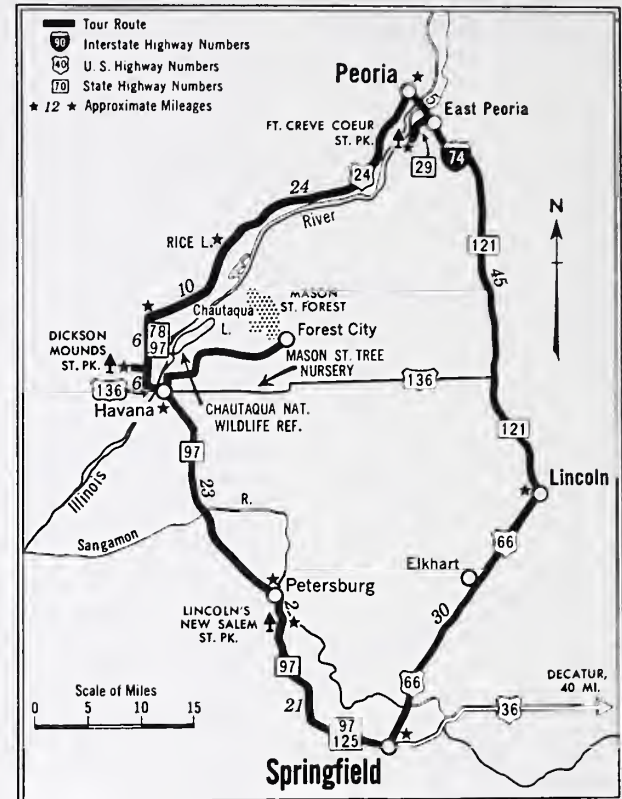 Tour Route
90 Interstate Highway Numbers
40 U.S. Highway Numbers
70 State Highway Numbers
★ 12 ★ Approximate Mileages
Peoria
5
East Peoria
FT. CREVE COEUR
ST. PK.
29
74
24
24
River
121
45
N
RICE L.
10
MASON
ST. FOREST
Chautaqua
L.
Forest City
78
97
6
DICKSON
MOUNDS
ST. PK.
6
136
Havana
MASON ST. TREE
NURSERY
136
CHAUTAQUA NAT.
WILDLIFE REF.
121
97
23
Illinois
Lincoln
R.
Sangamon
66
Elkhart
Petersburg
2
LINCOLN'S
NEW SALEM
ST. PK.
30
97
66
DECATUR,
40 MI.
36
Scale of Miles
0 5 10 15
21
97
125
Springfield